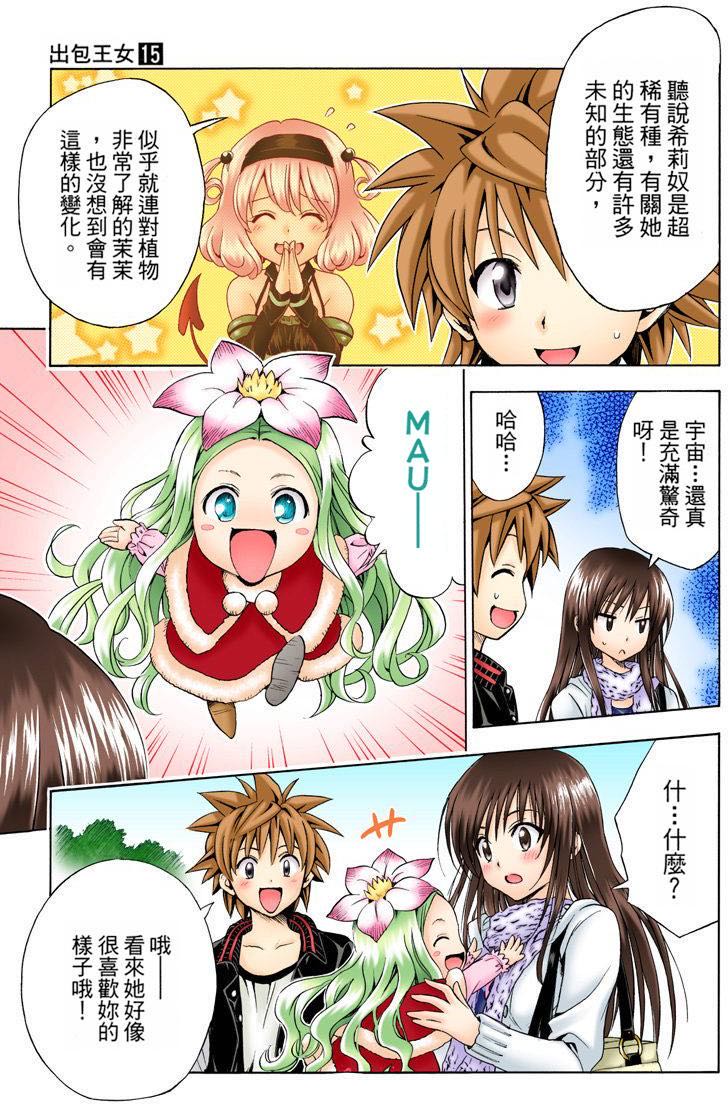 出包王女15
聽說希莉奴是超
稀有種，有關她
的生態還有許多
未知的部分，
似乎就連對植物
非常了解的茉茉
，也沒想到會有
這樣的變化。
宇宙…還真
是充滿驚奇
呀！
哈哈…
MAU—
什…什麼？
哦——
看來她好像
很喜歡妳的
樣子哦！